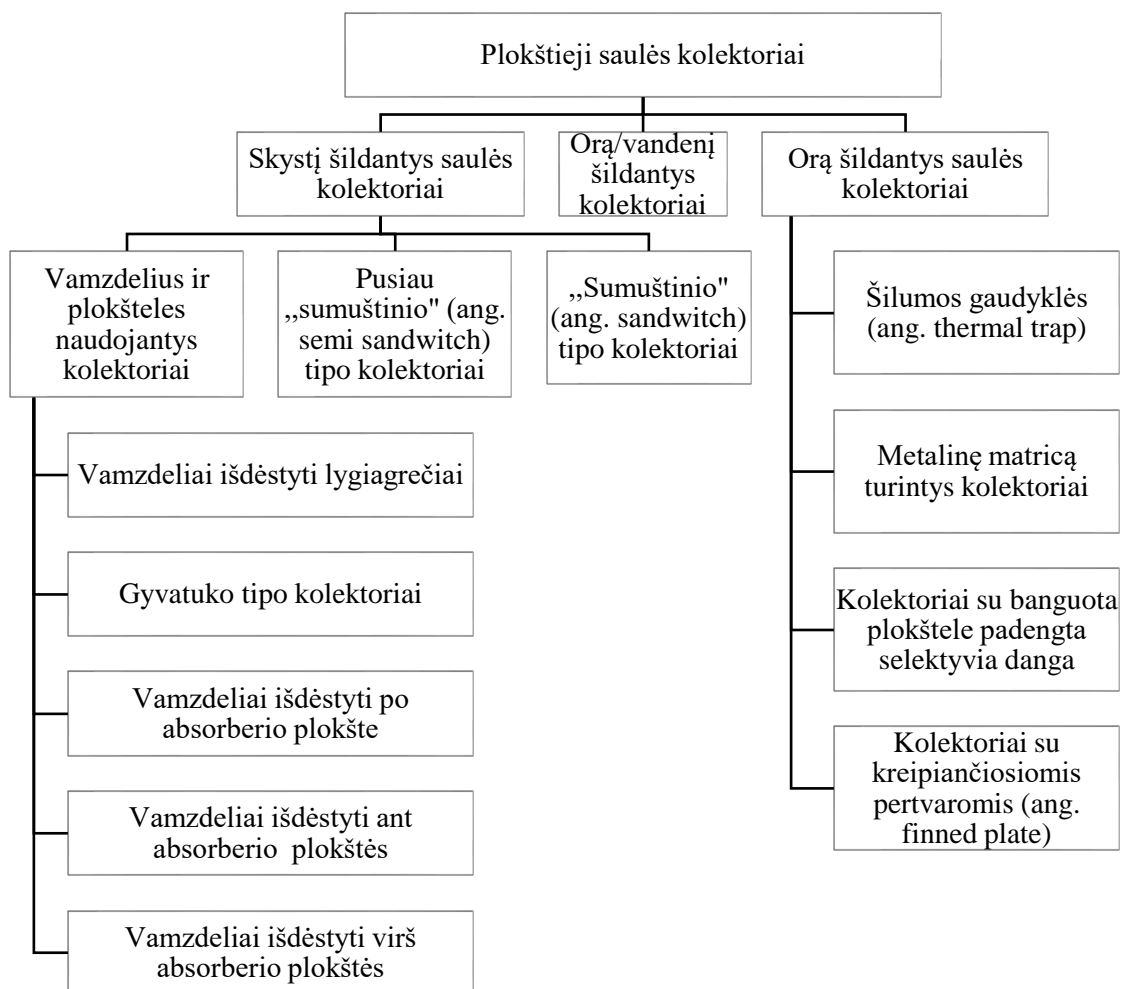 Plokštieji saulės kolektoriai
Skystį šildantys saulės
kolektoriai
Orą/vandenį
šildantys
kolektoriai
Orą šildantys saulės
kolektoriai
Vamzdelius ir
plokšteles
naudojantys
kolektoriai
Pusiau
,,sumuštinio" (ang.
semi sandwitch)
tipo kolektoriai
,,Sumuštinio"
(ang. sandwitch)
tipo kolektoriai
Vamzdeliai išdėstyti lygiagrečiai
Gyvatuko tipo kolektoriai
Vamzdeliai išdėstyti po
absorberio plokšte
Vamzdeliai išdėstyti ant
absorberio plokštės
Vamzdeliai išdėstyti virš
absorberio plokštės
Šilumos gaudyklės
(ang. thermal trap)
Metalinę matricą
turintys kolektoriai
Kolektoriai su banguota
plokštele padengta
selektyvia danga
Kolektoriai su
kreipiančiosiomis
pertvaromis (ang.
finned plate)